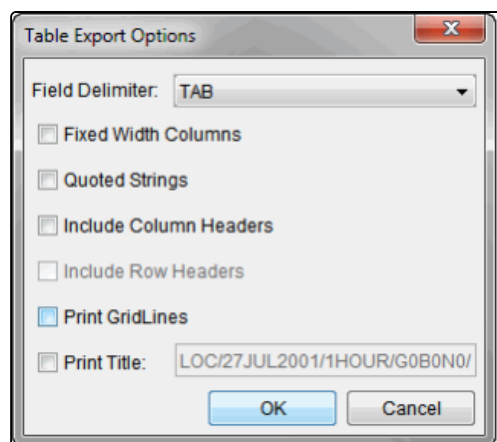 Table Export Options
Field Delimiter: TAB
Fixed Width Columns
Quoted Strings
Include Column Headers
Include Row Headers
Print GridLines
Print Title: LOC/27JUL2001/1HOUR/G0B0N0/
OK Cancel